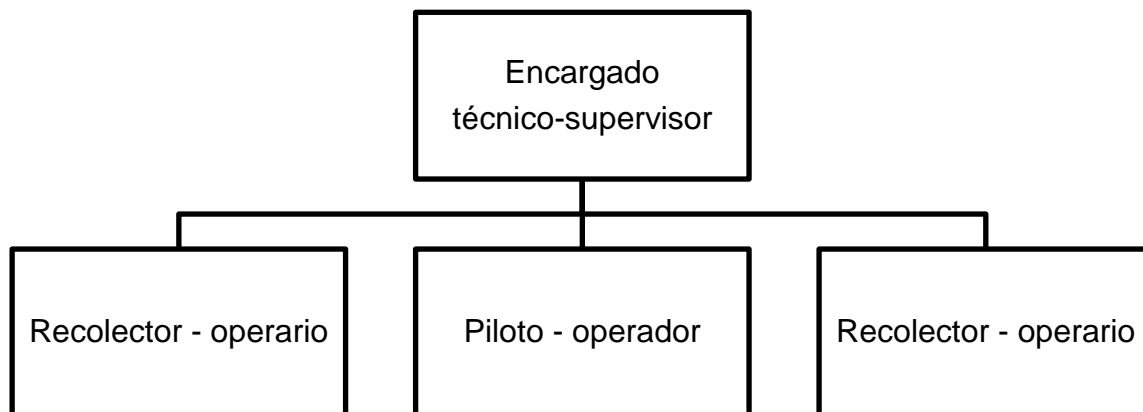 Encargado
técnico-supervisor
Recolector - operario
Piloto - operador
Recolector - operario